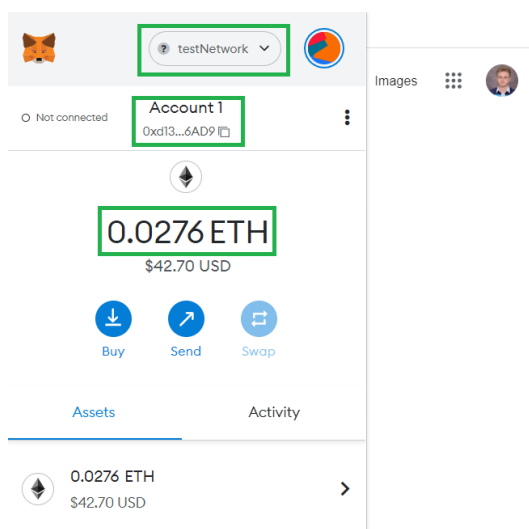 testNetwork
Images
Not connected
Account 1
0xd13...6AD9
0.0276 ETH
$42.70 USD
Buy Send Swap
Assets Activity
0.0276 ETH
$42.70 USD